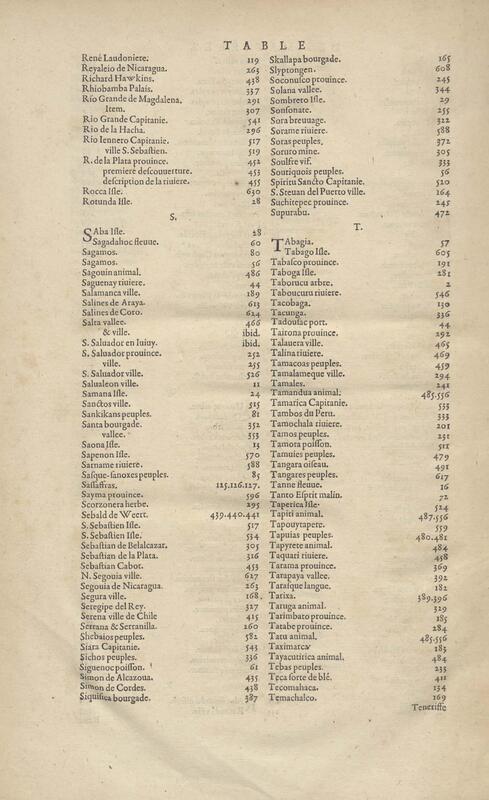 TABLE
René Laudoniere. 119
Reyaleio de Nicaragua. 263
Richard Hawkins. 438
Rhiobamba Palais. 337
Rio Grande de Magdalena. 291
Item. 307
Rio Grande Capitanie. 541
Rio de la Hacha. 296
Rio Iennero Capitanie. 517
ville S. Sebastien. 519
R. de la Plata prouince. 452
premiere descouuerture. 453
description de la riuiere. 455
Rocca Isle. 630
Rotunda Isle. 28
S.
SAba Isle. 28
Sagadahoc fleuue. 60
Sagamos. 80
Sagamos. 56
Sagouin animal. 486
Saguenay riuiere. 44
Salamanca ville. 189
Salines de Araya. 613
Salines de Coro. 624
Salta vallee. 466
& ville. ibid.
S. Saluador en Iuiuy. ibid.
S. Saluador prouince. 252
ville. 255
S. Saluador ville. 526
Salualeon ville. 11
Samana Isle. 24
Sanctos ville. 515
Sankikans peuples. 81
Santa bourgade. 352
vallee. 353
Saona Isle. 13
Sapenon Isle. 570
Sarname riuiere. 588
Sasque-sanoxes peuples. 85
Sassafras. 125.126.127.
Sayma prouince. 596
Scorzonera herbe. 295
Sebald de Weert. 439.440.441
S. Sebastien Isle. 517
S. Sebastien Isle. 534
Sebastian de Belalcazar. 305
Sebastian de la Plata. 316
Sebastian Cabot. 453
N. Segouia ville. 627
Segouia de Nicaragua. 263
Segura ville. 168.
Seregipe del Rey. 327
Serena ville de Chile 415
Serrana & Serranilla. 160
Shebaios peuples. 582
Siara Capitanie. 543
Sichos peuples. 336
Siguenoc poisson. 61
Simon de Alcazoua. 435
Simon de Cordes. 438
Siquisica bourgade. 387
Skallapa bourgade. 165
Slyptongen. 608
Soconusco prouince. 245
Solana vallee. 344
Sombrero Isle. 29
Sonsonate. 255
Sora breuuage. 322
Sorame riuiere. 588
Soras peuples. 372
Soruro mine. 305
Soulfre vif. 333
Soutiquois peuples. 56
Spiritu Sancto Capitanie. 520
S. Steuan del Puerto ville. 164
Suchitepec prouince. 245
Supurabu. 472
T.
TAbagia. 57
Tabago Isle. 605
Tabasco prouince. 191
Taboga Isle. 281
Taborucu arbre. 2
Taboucuru riuiere. 546
Tacobaga. 130
Tacunga. 336
Tadousac port. 44
Tairona prouince. 292
Talauera ville. 465
Talina riuiere. 469
Tamacoas peuples. 459
Tamalameque ville. 294
Tamales. 241
Tamandua animal. 485.556
Tamarica Capitanie. 533
Tambos du Peru. 333
Tamochala riuiere. 201
Tamos peuples. 231
Tamora poisson. 511
Tamuies peuples. 479
Tangara oiseau. 491
Tangares peuples. 617
Tanne fleuue. 16
Tanto Esprit malin. 72
Taperica Isle. 524
Tapiti animal. 487.556
Tapouytapere. 559
Tapuias peuples. 480.481
Tapyrete animal. 484
Taquari riuiere. 458
Tarama prouince. 369
Tarapaya vallee. 392
Tarasque langue. 182
Tarixa. 389.396
Taruga animal. 329
Tarimbato prouince. 185
Tatabe prouince. 284
Tatu animal. 485.556
Taximarca 183
Tayacutirica animal. 484
Tebas peuples. 233
Teca sorte de blé. 411
Tecomahaca. 134
Temachalco. 169
Teneriffe